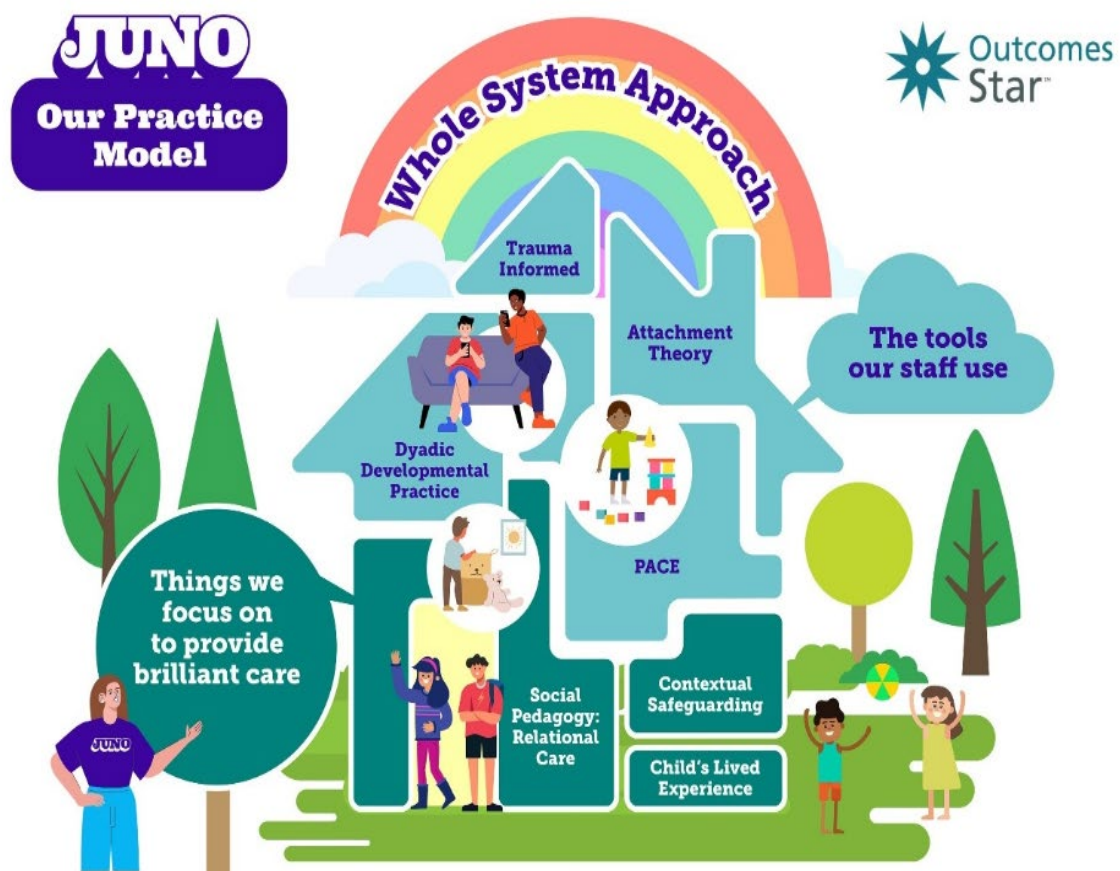 JUNO
Our Practice
Model
Outcomes
Star™
Whole System Approach
Trauma
Informed
Attachment
Theory
The tools
our staff use
Dyadic
Developmental
Practice
PACE
Things we
focus on
to provide
brilliant care
Social
Pedagogy:
Relational
Care
Contextual
Safeguarding
Child's Lived
Experience
JUNO